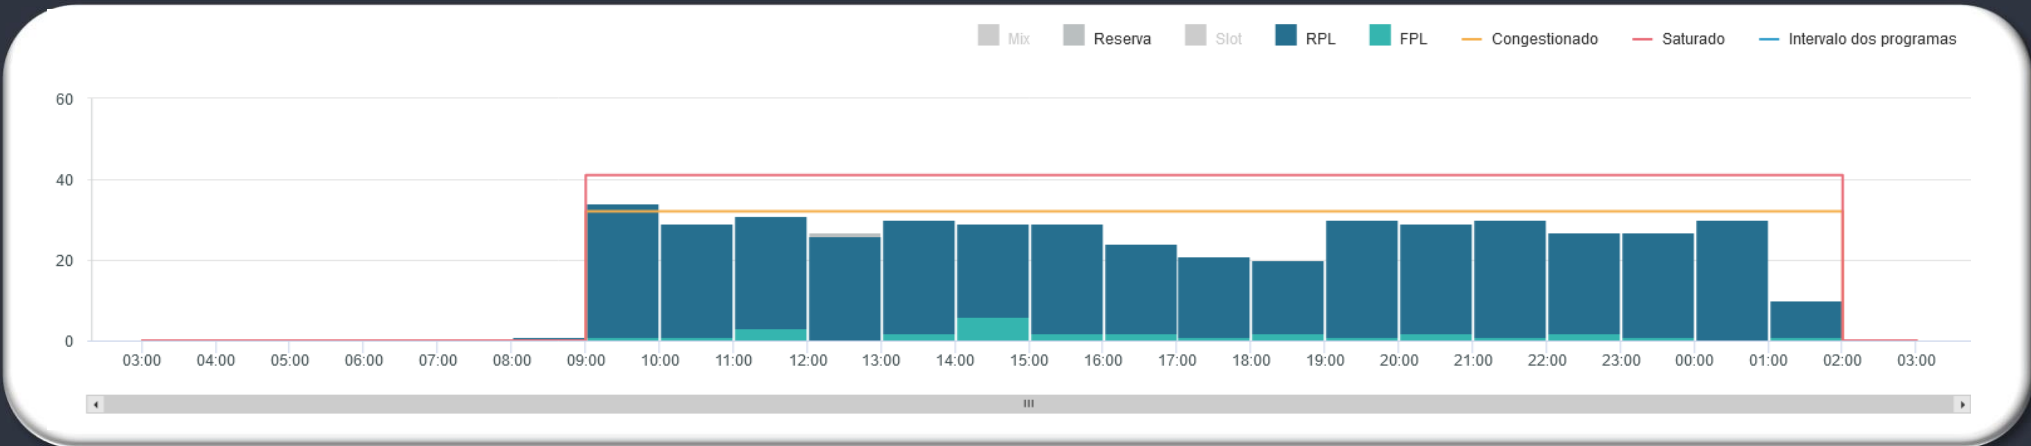 Mix Reserva Slot RPL FPL Congestionado Saturado Intervalo dos programas
60
40
20
0
03:00 04:00 05:00 06:00 07:00 08:00 09:00 10:00 11:00 12:00 13:00 14:00 15:00 16:00 17:00 18:00 19:00 20:00 21:00 22:00 23:00 00:00 01:00 02:00 03:00